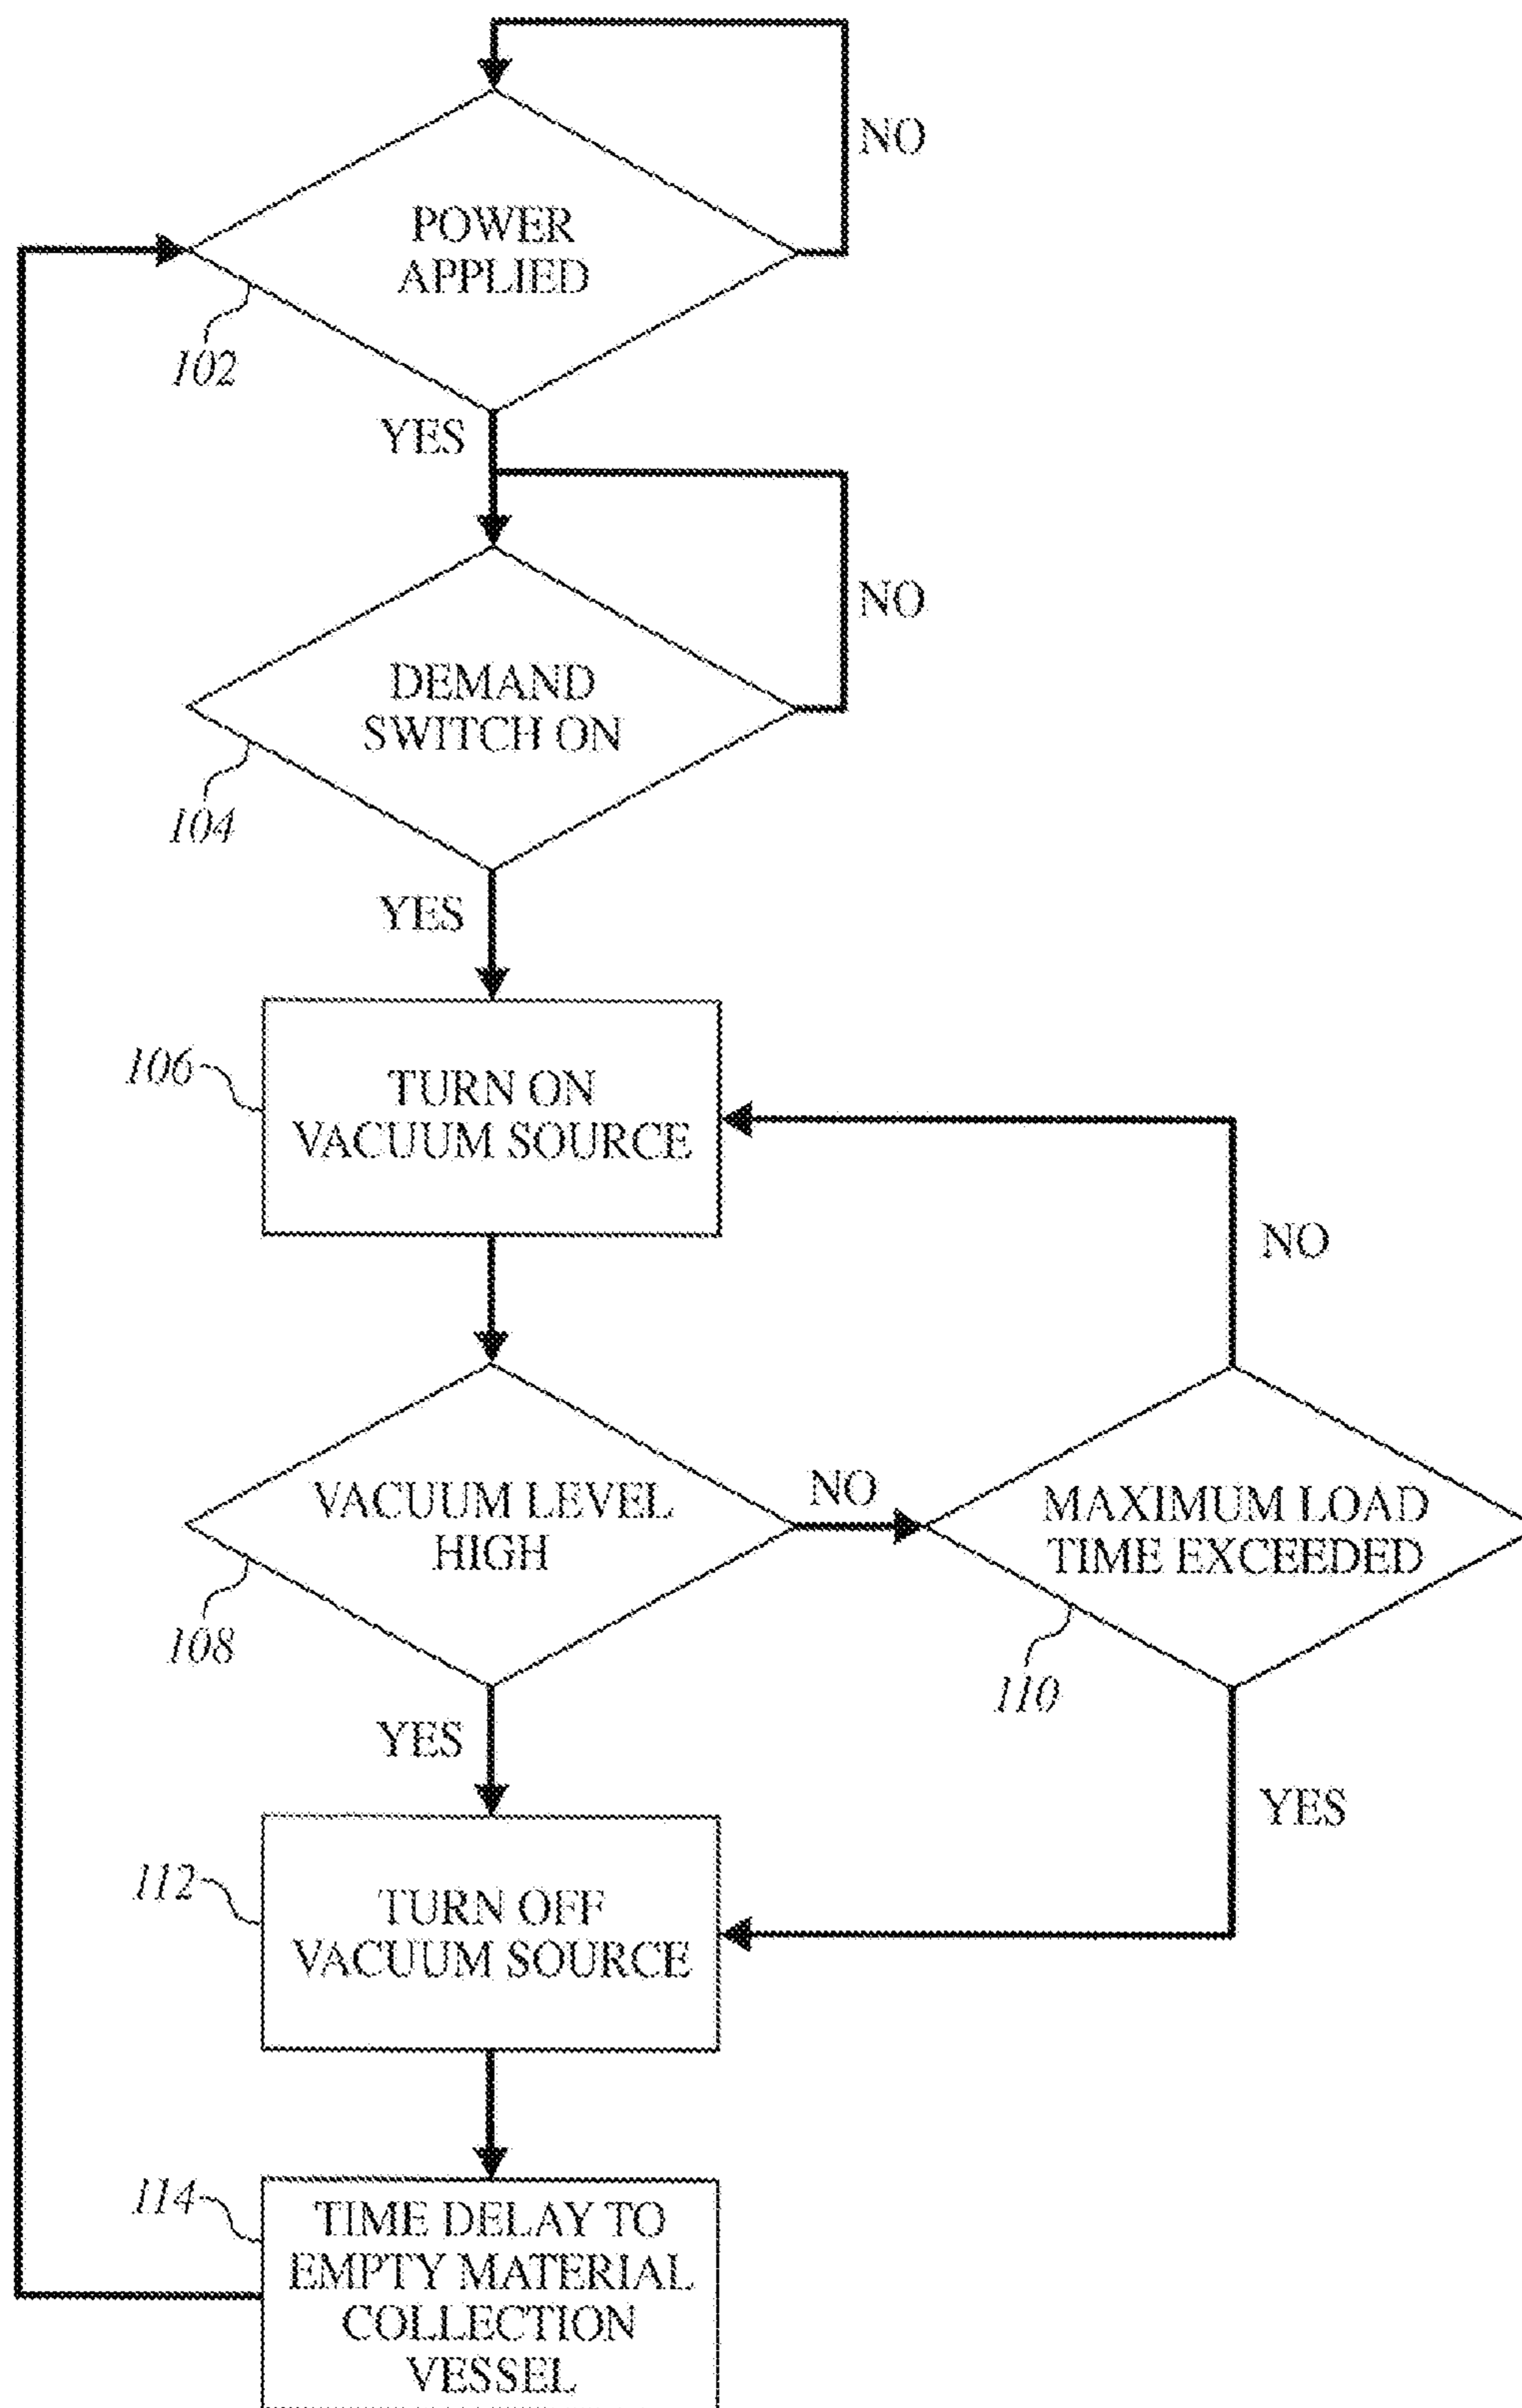 NO
POWER
APPLIED
102
YES
NO
DEMAND
SWITCH ON
104
YES
106
TURN ON
VACUUM SOURCE
NO
VACUUM LEVEL
HIGH
NO
MAXIMUM LOAD
TIME EXCEEDED
108
110
YES
YES
112
TURN OFF
VACUUM SOURCE
114
TIME DELAY TO
EMPTY MATERIAL
COLLECTION
VESSEL